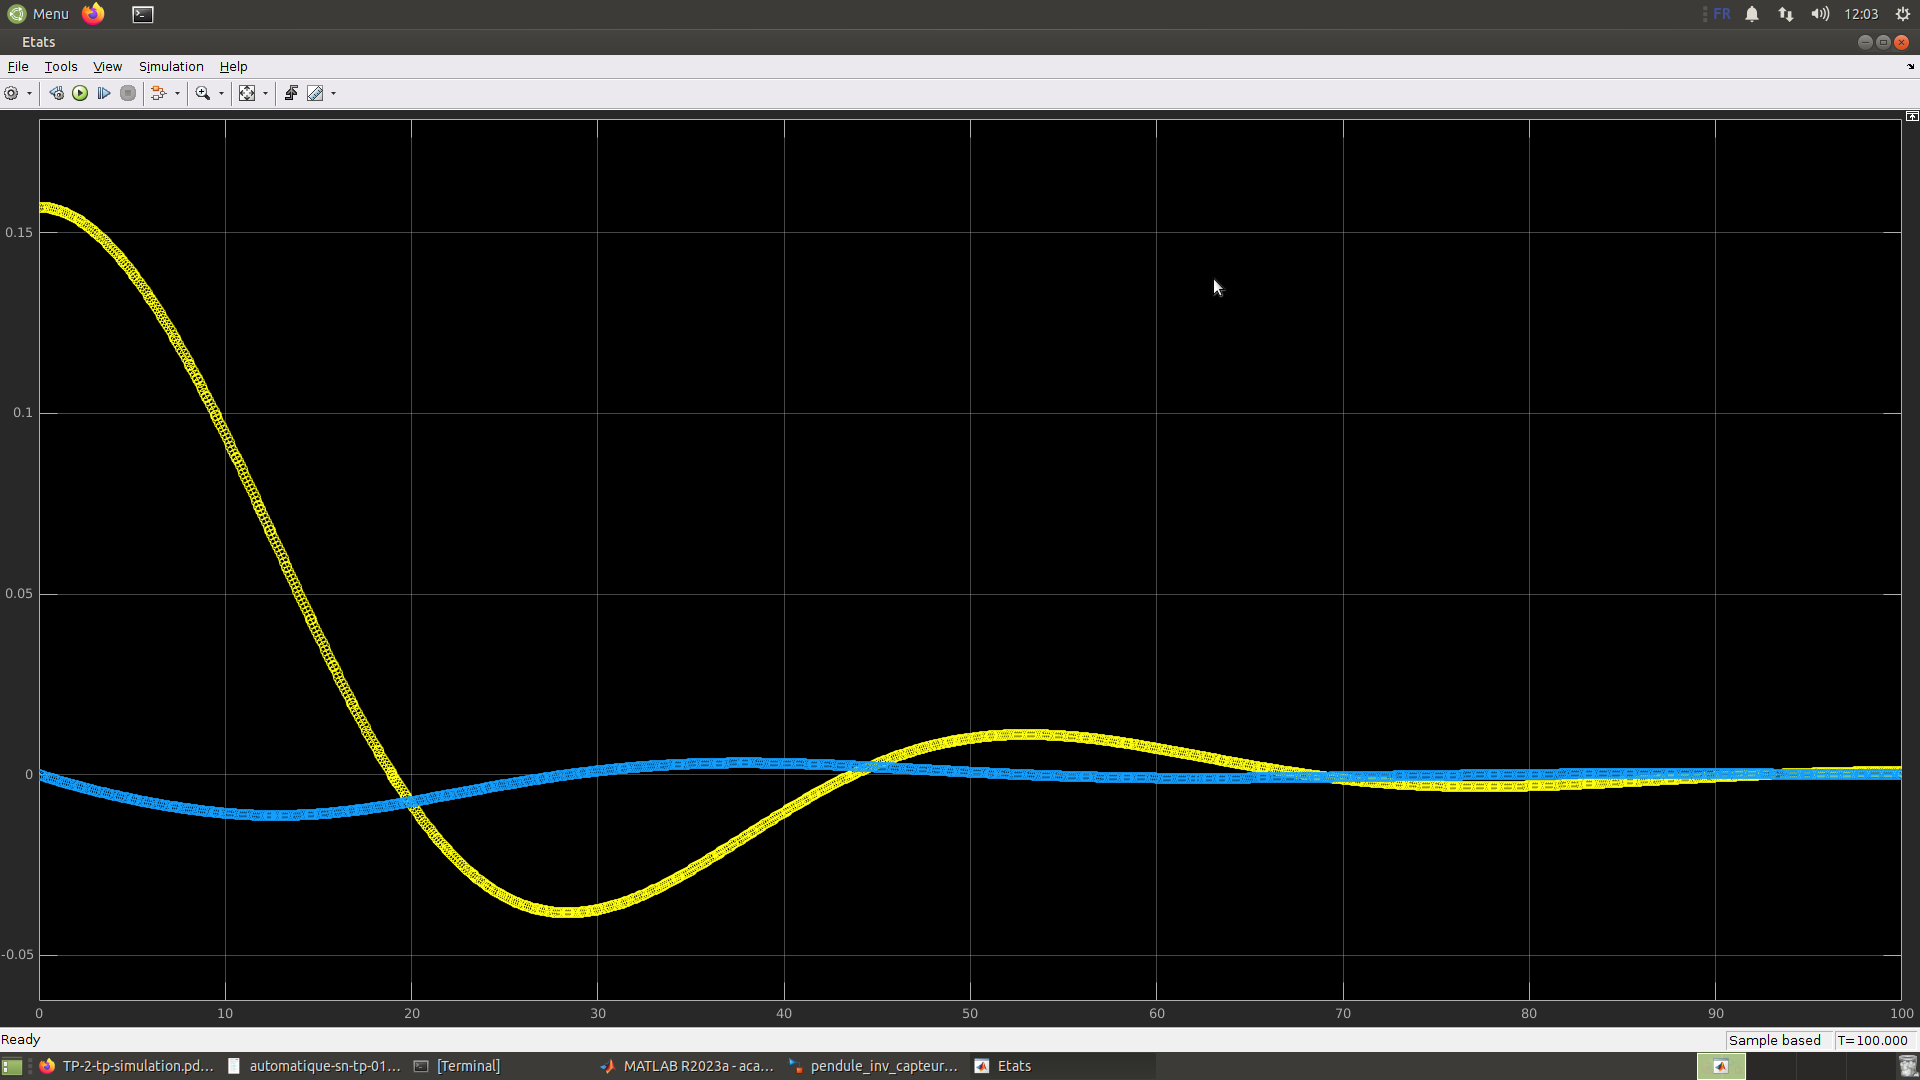 Menu
FR
12:03
Etats
File Tools View Simulation Help
0.15
0.1
0.05
0
-0.05
0 10 20 30 40 50 60 70 80 90 100
Ready
Sample based
T=100.000
TP-2-tp-simulation.pd...
automatique-sn-tp-01...
[Terminal]
MATLAB R2023a - aca...
pendule_inv_capteur...
Etats